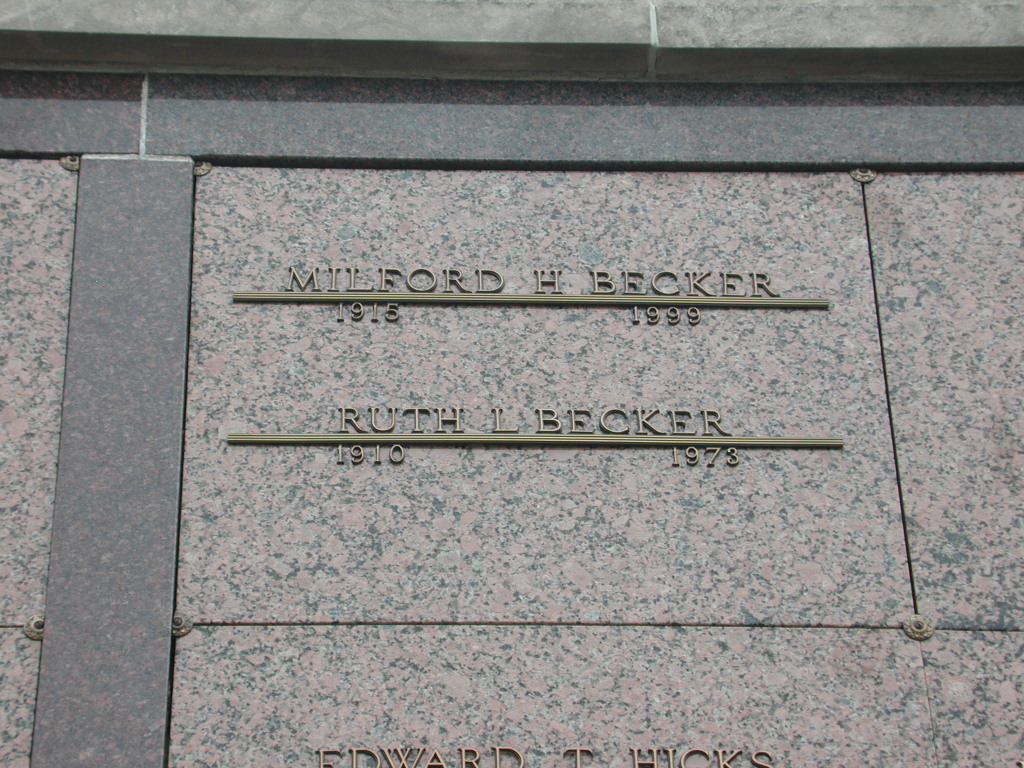 MILFORD H BECKER
1915 1999
RUTH L BECKER
1910 1973
EDWARD T HICKS